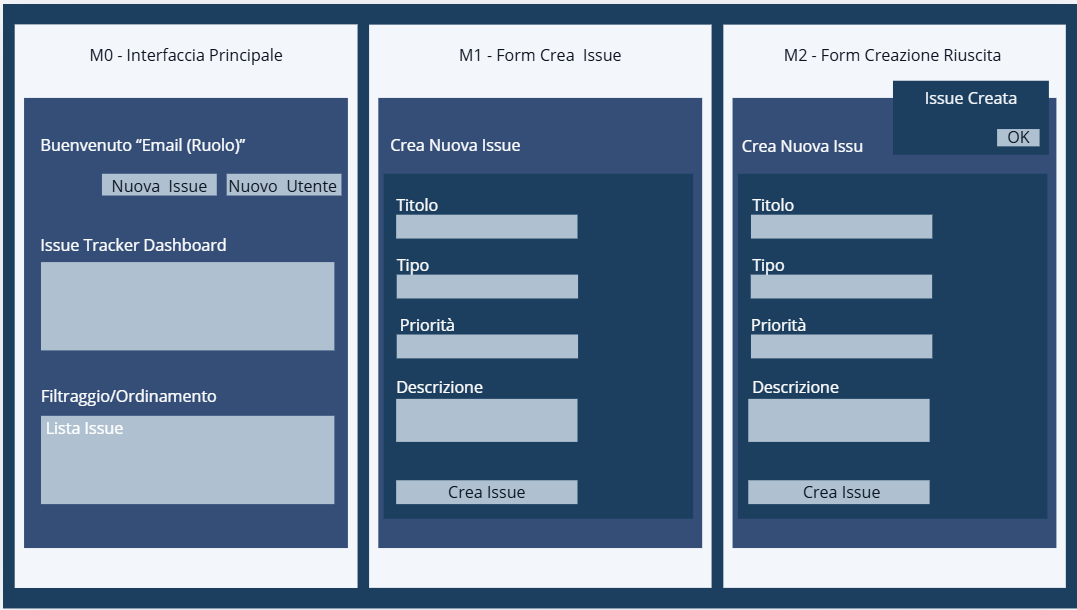 M0 - Interfaccia Principale
Buenvenuto “Email (Ruolo)”
Nuova Issue
Nuovo Utente
Issue Tracker Dashboard
Filtraggio/Ordinamento
Lista Issue
M1 - Form Crea Issue
Crea Nuova Issue
Titolo
Tipo
Priorità
Descrizione
Crea Issue
M2 - Form Creazione Riuscita
Issue Creata
OK
Crea Nuova Issu
Titolo
Tipo
Priorità
Descrizione
Crea Issue